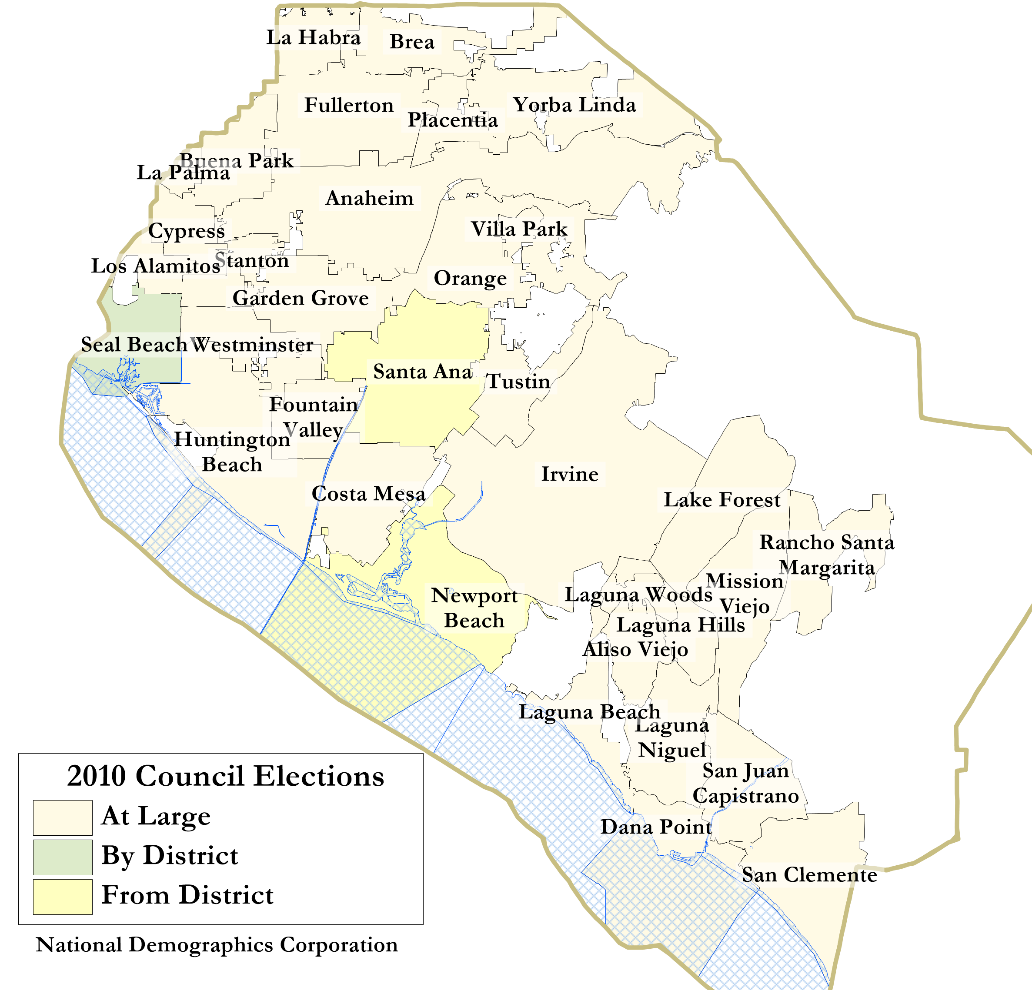 La Habra
Brea
Fullerton
Yorba Linda
Placentia
Buena Park
La Palma
Anaheim
Cypress
Villa Park
Stanton
Los Alamitos
Orange
Garden Grove
Seal Beach
Westminster
Santa Ana
Tustin
Fountain
Valley
Huntington
Beach
Irvine
Costa Mesa
Lake Forest
Rancho Santa
Margarita
Mission
Viejo
Laguna Woods
Newport
Beach
Laguna Hills
Aliso Viejo
Laguna Beach
Laguna
Niguel
San Juan
Capistrano
Dana Point
San Clemente
2010 Council Elections
At Large
By District
From District
National Demographics Corporation